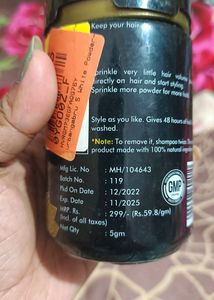 Keep your hair
Sprinkle very little hair volume
directly on hair and start styling.
Sprinkle more powder for more
Style as you like. Gives 48 hours of
washed.
*Note: To remove it, shampoo twice.
product made with 100% natural
Mfg Lic No. : MH/104643
Batch No. : 119
Pkd On Date : 12/2022
Exp. Date : 11/2025
MRP. Rs. : 299/- (Rs.59.8/gm)
(Incl. of all taxes)
Net Qty : 5gm
GMP
White Powder